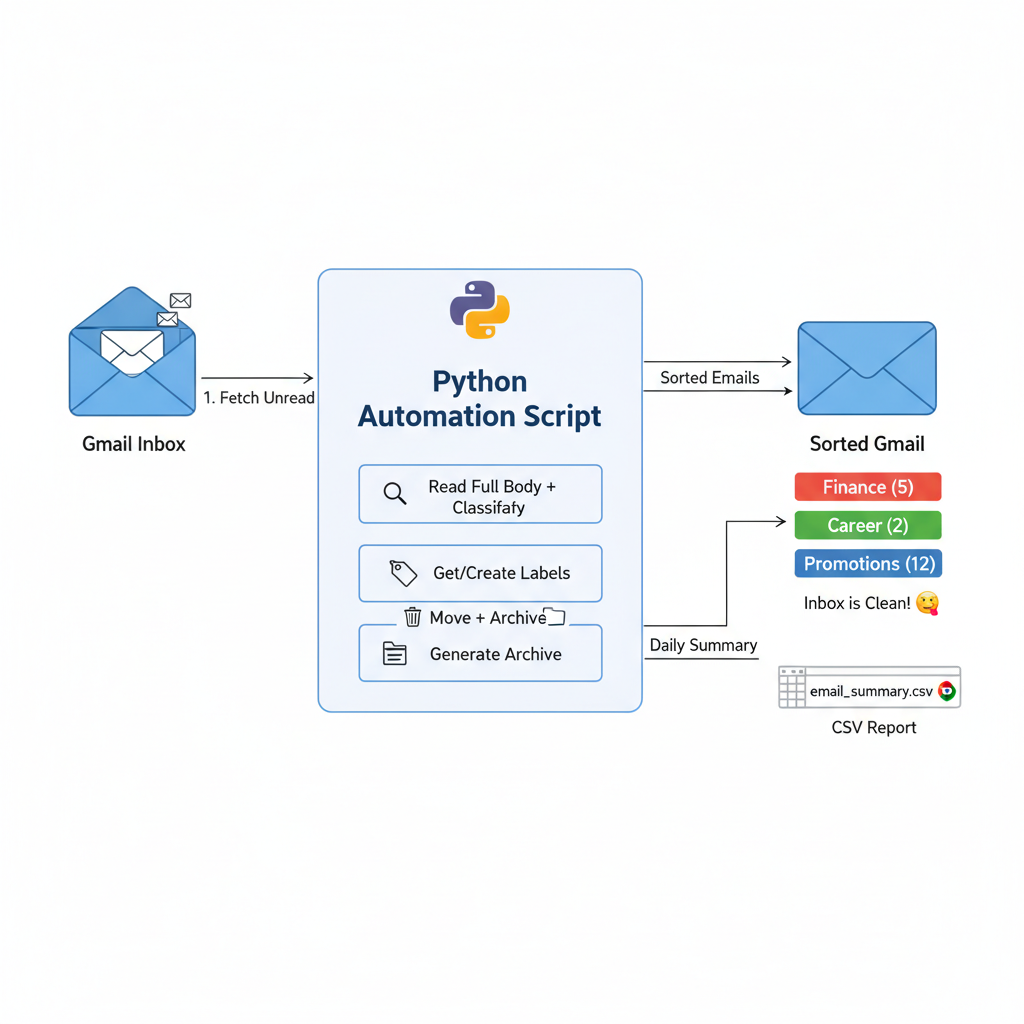 Gmail Inbox
1. Fetch Unread
Python
Automation Script
Read Full Body +
Classifafy
Get/Create Labels
Move + Archive
Generate Archive
Sorted Emails
Daily Summary
Sorted Gmail
Finance (5)
Career (2)
Promotions (12)
Inbox is Clean!
email_summary.csv
CSV Report